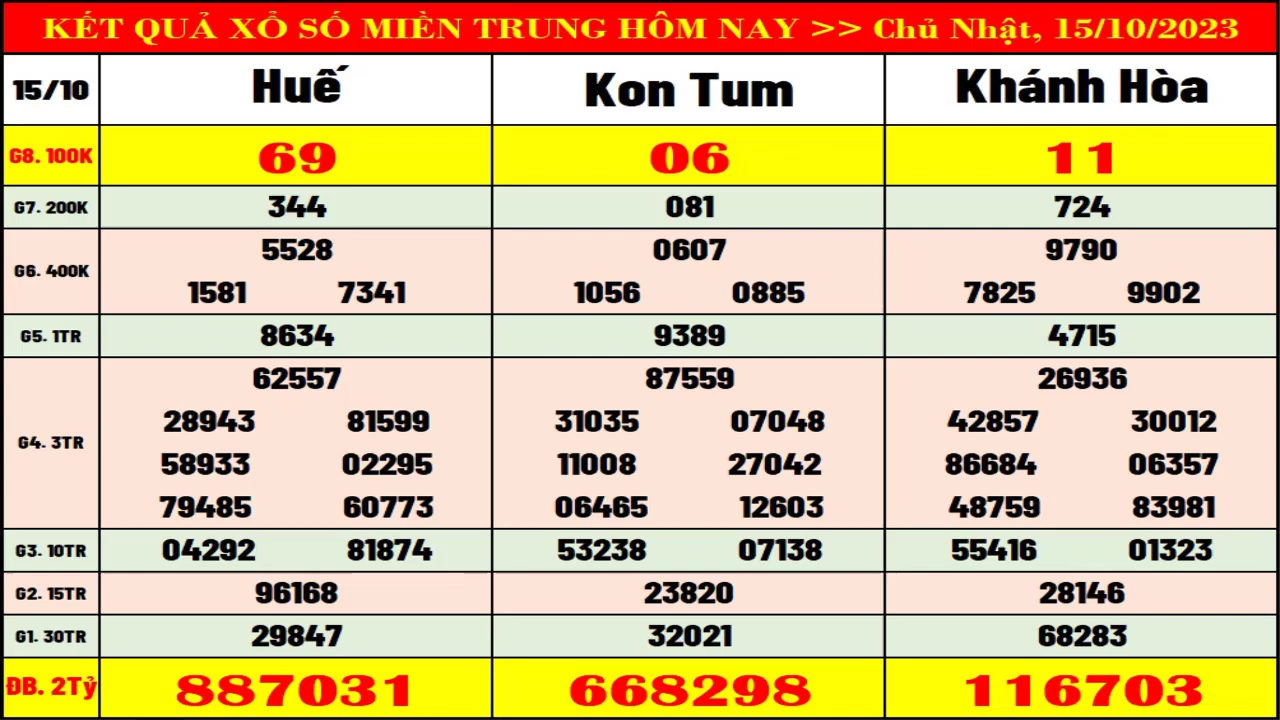 KẾT QUẢ XỔ SỐ MIỀN TRUNG HÔM NAY >> Chủ Nhật, 15/10/2023
15/10 Huế Kon Tum Khánh Hòa
G8. 100K 69 06 11
G7. 200K 344 081 724
5528 0607 9790
G6. 400K
1581 7341 1056 0885 7825 9902
G5. 1TR 8634 9389 4715
62557 87559 26936
28943 81599 31035 07048 42857 30012
G4. 3TR
58933 02295 11008 27042 86684 06357
79485 60773 06465 12603 48759 83981
G3. 10TR 04292 81874 53238 07138 55416 01323
G2. 15TR 96168 23820 28146
G1. 30TR 29847 32021 68283
ĐB. 2Tỷ 887031 668298 116703